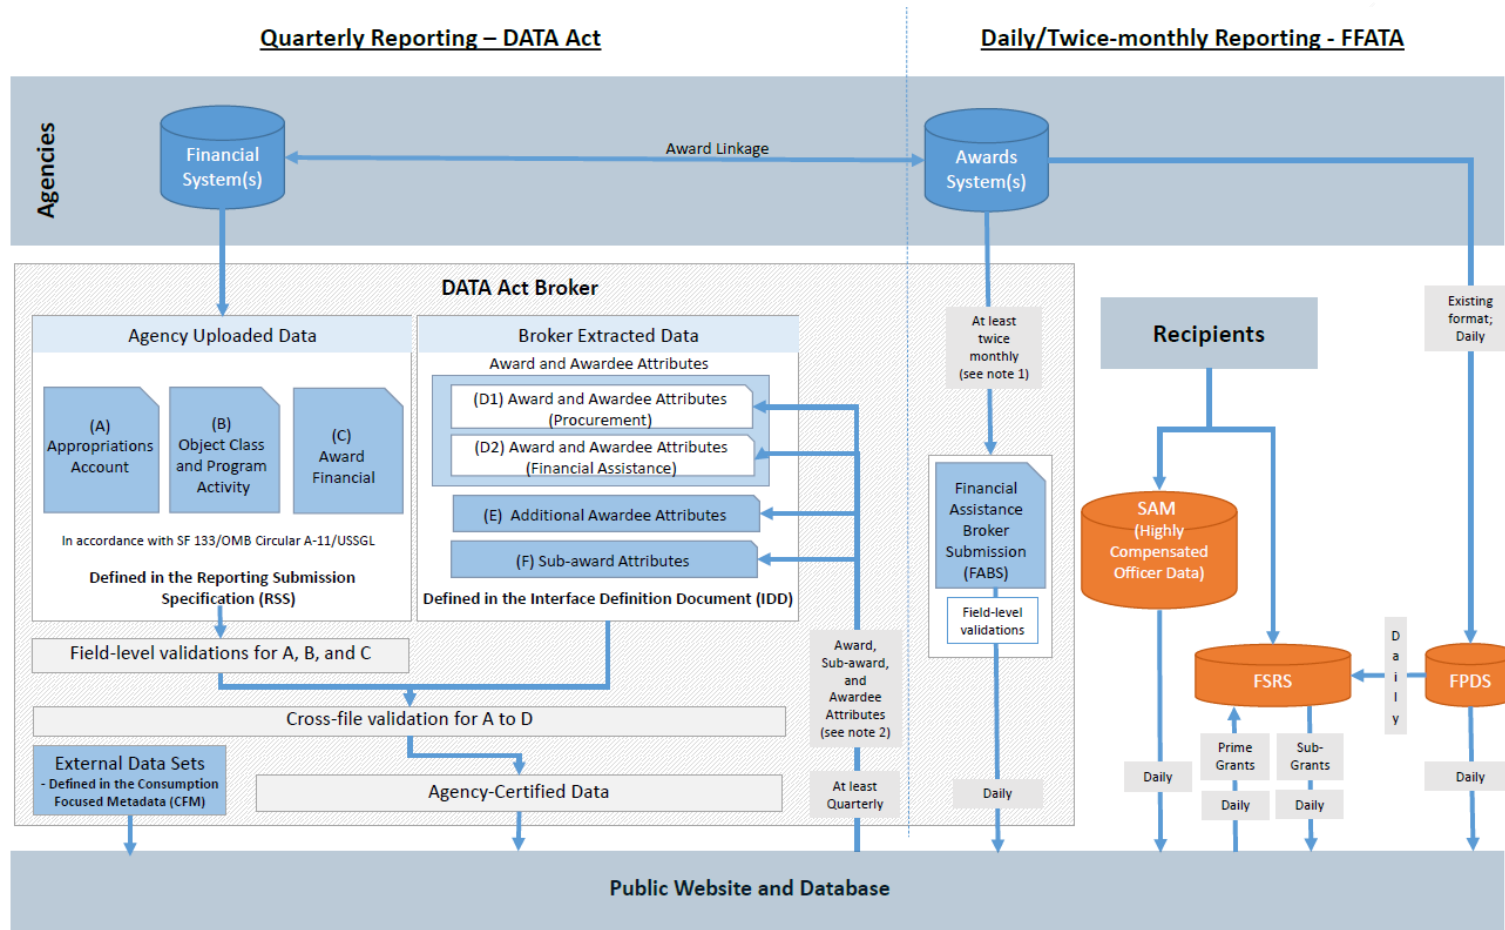 Quarterly Reporting – DATA Act
Daily/Twice-monthly Reporting - FFATA
Agencies
Financial
System(s)
Award Linkage
Awards
System(s)
DATA Act Broker
Agency Uploaded Data
(A)
Appropriations
Account
(B)
Object Class
and Program
Activity
(C)
Award
Financial
In accordance with SF 133/OMB Circular A-11/USSGL
Defined in the Reporting Submission
Specification (RSS)
Broker Extracted Data
Award and Awardee Attributes
(D1) Award and Awardee Attributes
(Procurement)
(D2) Award and Awardee Attributes
(Financial Assistance)
(E) Additional Awardee Attributes
(F) Sub-award Attributes
Defined in the Interface Definition Document (IDD)
Field-level validations for A, B, and C
Cross-file validation for A to D
External Data Sets
- Defined in the Consumption
Focused Metadata (CFM)
Agency-Certified Data
Award,
Sub-award,
and
Awardee
Attributes
(see note 2)
At least
Quarterly
At least
twice
monthly
(see note 1)
Financial
Assistance
Broker
Submission
(FABS)
Field-level
validations
Daily
Recipients
Existing
format;
Daily
SAM
(Highly
Compensated
Officer Data)
Daily
FSRS
Daily
FPDS
Prime
Grants
Daily
Sub-
Grants
Daily
Daily
Public Website and Database